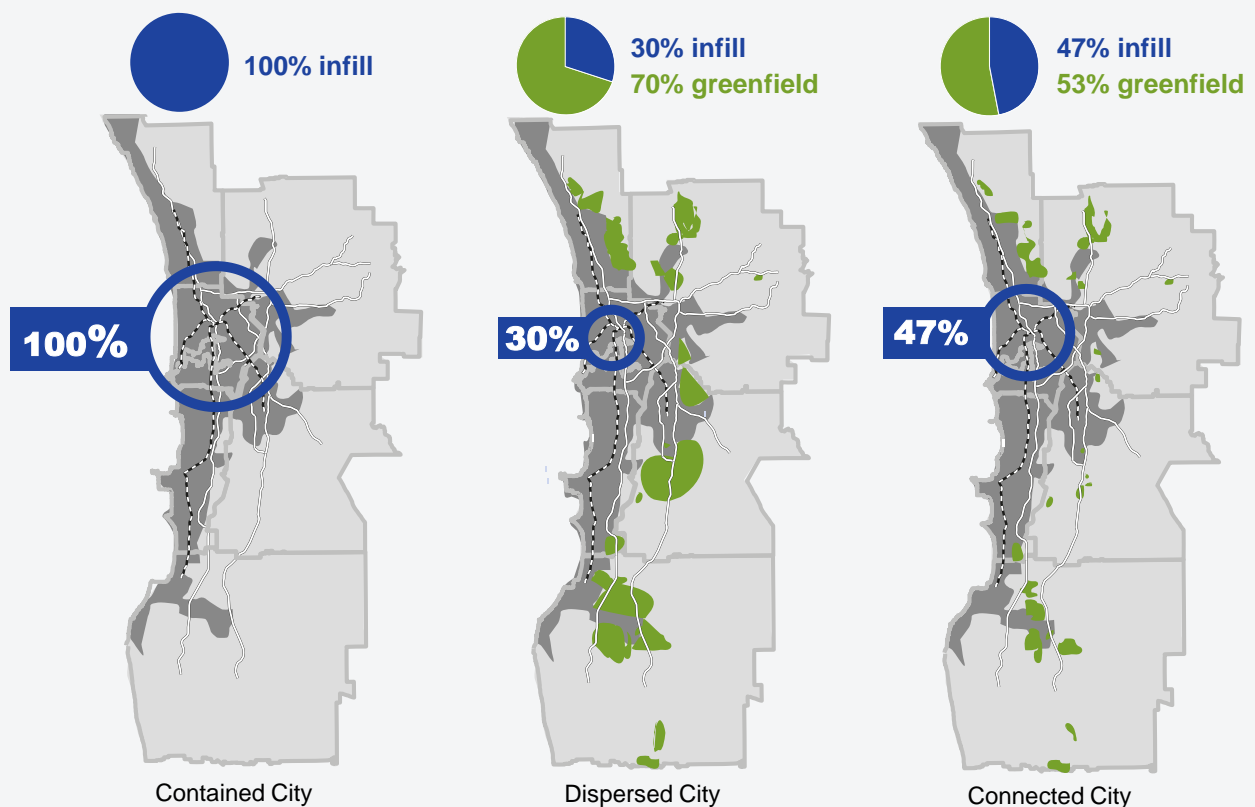 100% infill
30% infill
70% greenfield
47% infill
53% greenfield
100%
30%
47%
Contained City
Dispersed City
Connected City